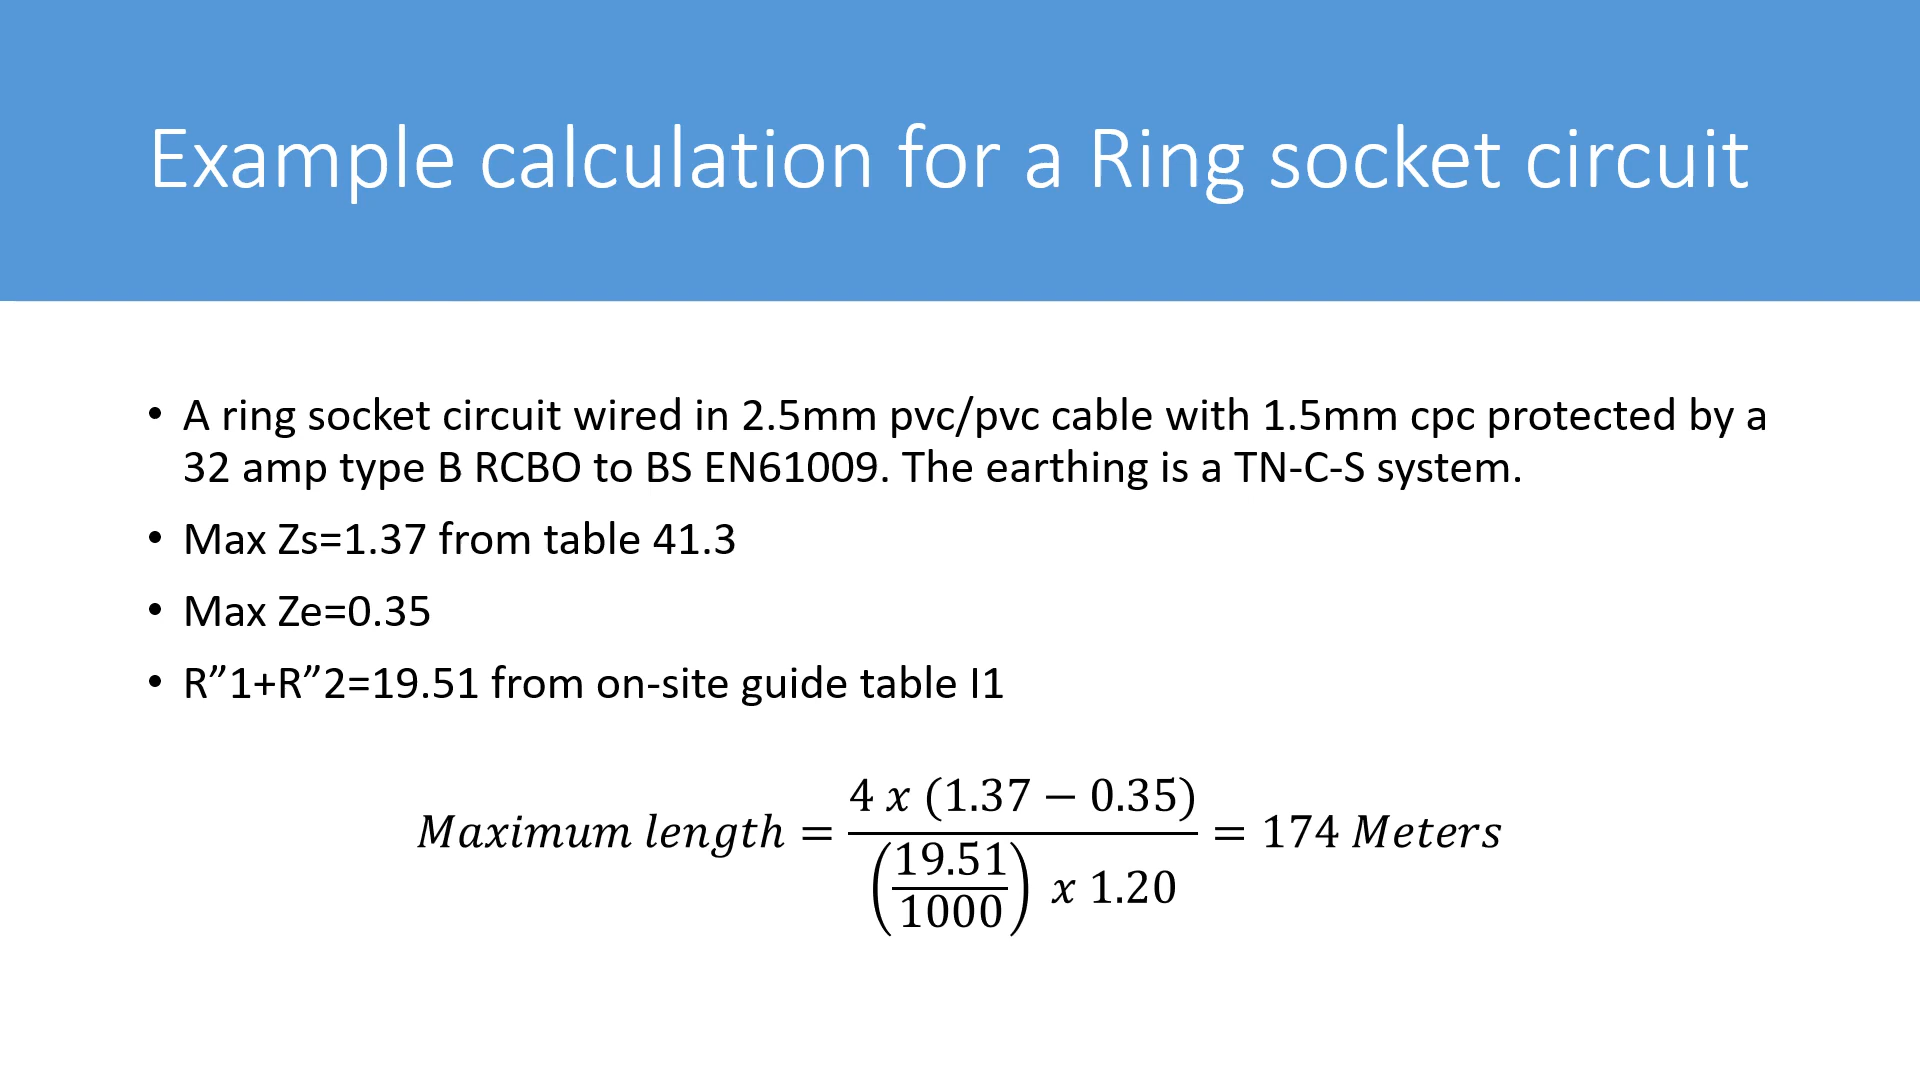 Example calculation for a Ring socket circuit
• A ring socket circuit wired in 2.5mm pvc/pvc cable with 1.5mm cpc protected by a
32 amp type B RCBO to BS EN61009. The earthing is a TN-C-S system.
• Max Zs=1.37 from table 41.3
• Max Ze=0.35
• R”1+R”2=19.51 from on-site guide table I1
Maximum length = 4 x (1.37 − 0.35) / (19.51/1000) x 1.20 = 174 Meters